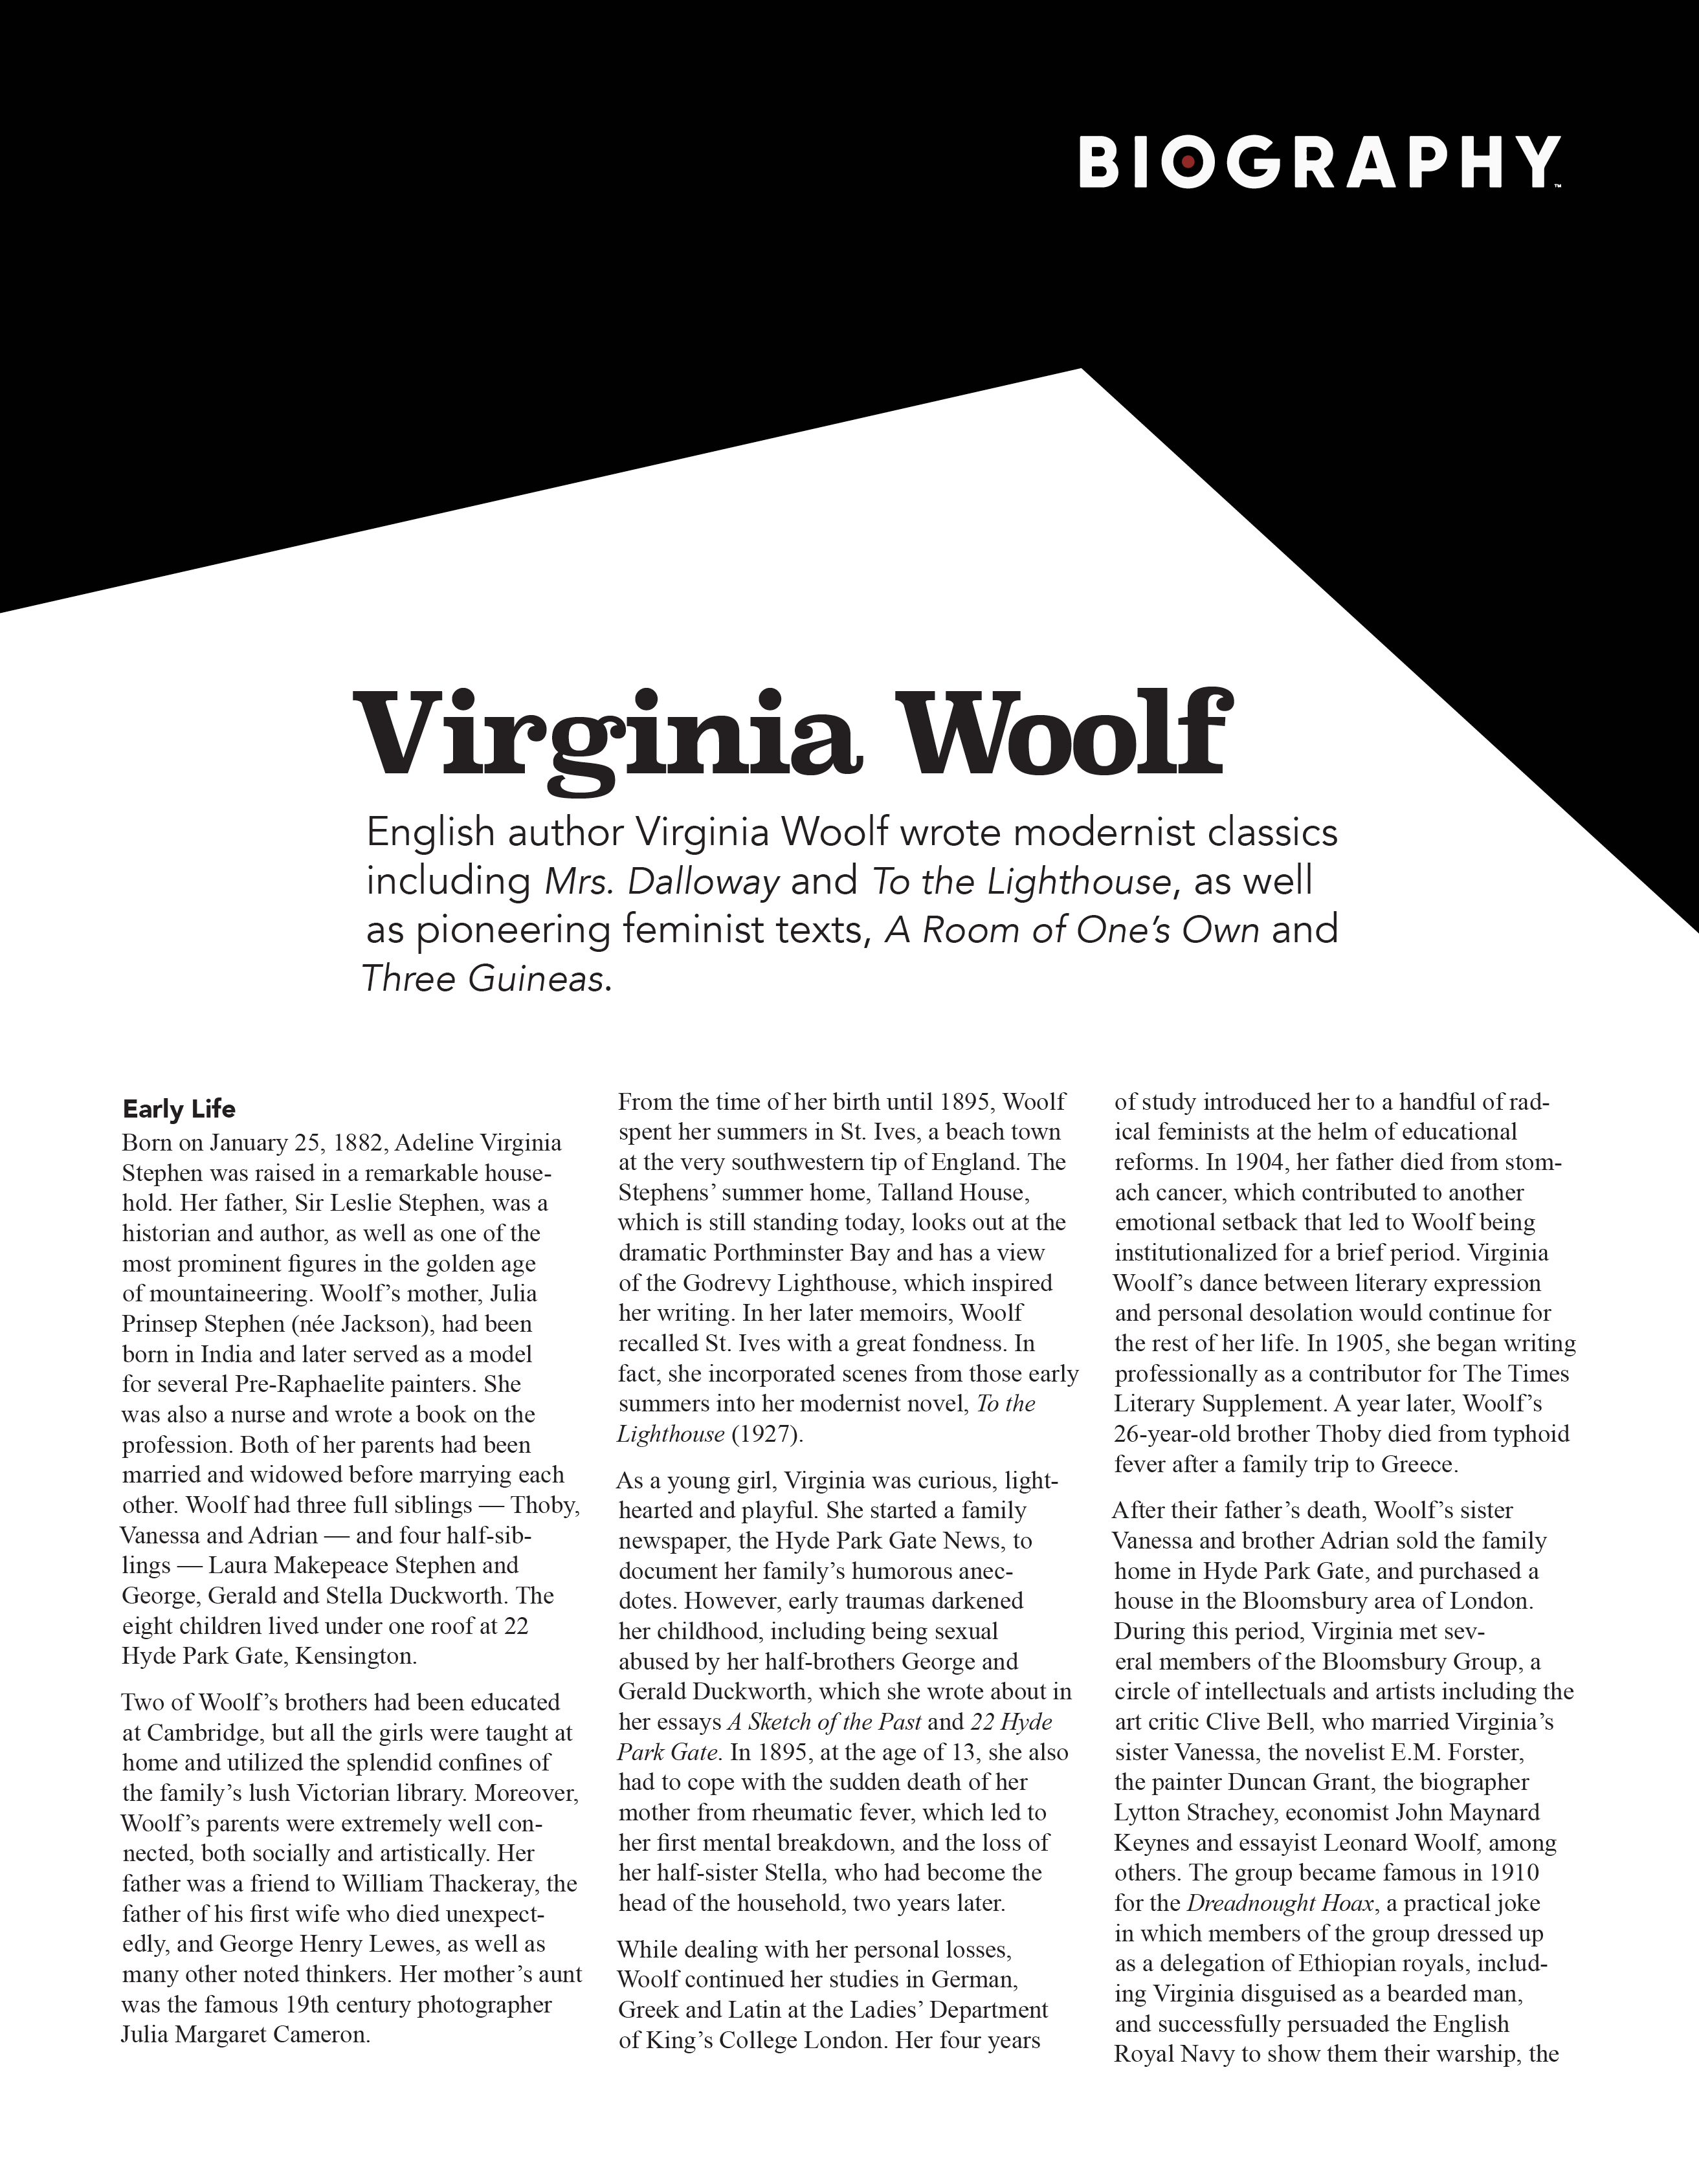 BIOGRAPHY™
Virginia Woolf
English author Virginia Woolf wrote modernist classics
including Mrs. Dalloway and To the Lighthouse, as well
as pioneering feminist texts, A Room of One’s Own and
Three Guineas.
Early Life
Born on January 25, 1882, Adeline Virginia
Stephen was raised in a remarkable house-
hold. Her father, Sir Leslie Stephen, was a
historian and author, as well as one of the
most prominent figures in the golden age
of mountaineering. Woolf’s mother, Julia
Prinsep Stephen (née Jackson), had been
born in India and later served as a model
for several Pre-Raphaelite painters. She
was also a nurse and wrote a book on the
profession. Both of her parents had been
married and widowed before marrying each
other. Woolf had three full siblings — Thoby,
Vanessa and Adrian — and four half-sib-
lings — Laura Makepeace Stephen and
George, Gerald and Stella Duckworth. The
eight children lived under one roof at 22
Hyde Park Gate, Kensington.
Two of Woolf’s brothers had been educated
at Cambridge, but all the girls were taught at
home and utilized the splendid confines of
the family’s lush Victorian library. Moreover,
Woolf’s parents were extremely well con-
nected, both socially and artistically. Her
father was a friend to William Thackeray, the
father of his first wife who died unexpect-
edly, and George Henry Lewes, as well as
many other noted thinkers. Her mother’s aunt
was the famous 19th century photographer
Julia Margaret Cameron.
From the time of her birth until 1895, Woolf
spent her summers in St. Ives, a beach town
at the very southwestern tip of England. The
Stephens’ summer home, Talland House,
which is still standing today, looks out at the
dramatic Porthminster Bay and has a view
of the Godrevy Lighthouse, which inspired
her writing. In her later memoirs, Woolf
recalled St. Ives with a great fondness. In
fact, she incorporated scenes from those early
summers into her modernist novel, To the
Lighthouse (1927).
As a young girl, Virginia was curious, light-
hearted and playful. She started a family
newspaper, the Hyde Park Gate News, to
document her family’s humorous anec-
dotes. However, early traumas darkened
her childhood, including being sexual
abused by her half-brothers George and
Gerald Duckworth, which she wrote about in
her essays A Sketch of the Past and 22 Hyde
Park Gate. In 1895, at the age of 13, she also
had to cope with the sudden death of her
mother from rheumatic fever, which led to
her first mental breakdown, and the loss of
her half-sister Stella, who had become the
head of the household, two years later.
While dealing with her personal losses,
Woolf continued her studies in German,
Greek and Latin at the Ladies’ Department
of King’s College London. Her four years
of study introduced her to a handful of rad-
ical feminists at the helm of educational
reforms. In 1904, her father died from stom-
ach cancer, which contributed to another
emotional setback that led to Woolf being
institutionalized for a brief period. Virginia
Woolf’s dance between literary expression
and personal desolation would continue for
the rest of her life. In 1905, she began writing
professionally as a contributor for The Times
Literary Supplement. A year later, Woolf’s
26-year-old brother Thoby died from typhoid
fever after a family trip to Greece.
After their father’s death, Woolf’s sister
Vanessa and brother Adrian sold the family
home in Hyde Park Gate, and purchased a
house in the Bloomsbury area of London.
During this period, Virginia met sev-
eral members of the Bloomsbury Group, a
circle of intellectuals and artists including the
art critic Clive Bell, who married Virginia’s
sister Vanessa, the novelist E.M. Forster,
the painter Duncan Grant, the biographer
Lytton Strachey, economist John Maynard
Keynes and essayist Leonard Woolf, among
others. The group became famous in 1910
for the Dreadnought Hoax, a practical joke
in which members of the group dressed up
as a delegation of Ethiopian royals, includ-
ing Virginia disguised as a bearded man,
and successfully persuaded the English
Royal Navy to show them their warship, the